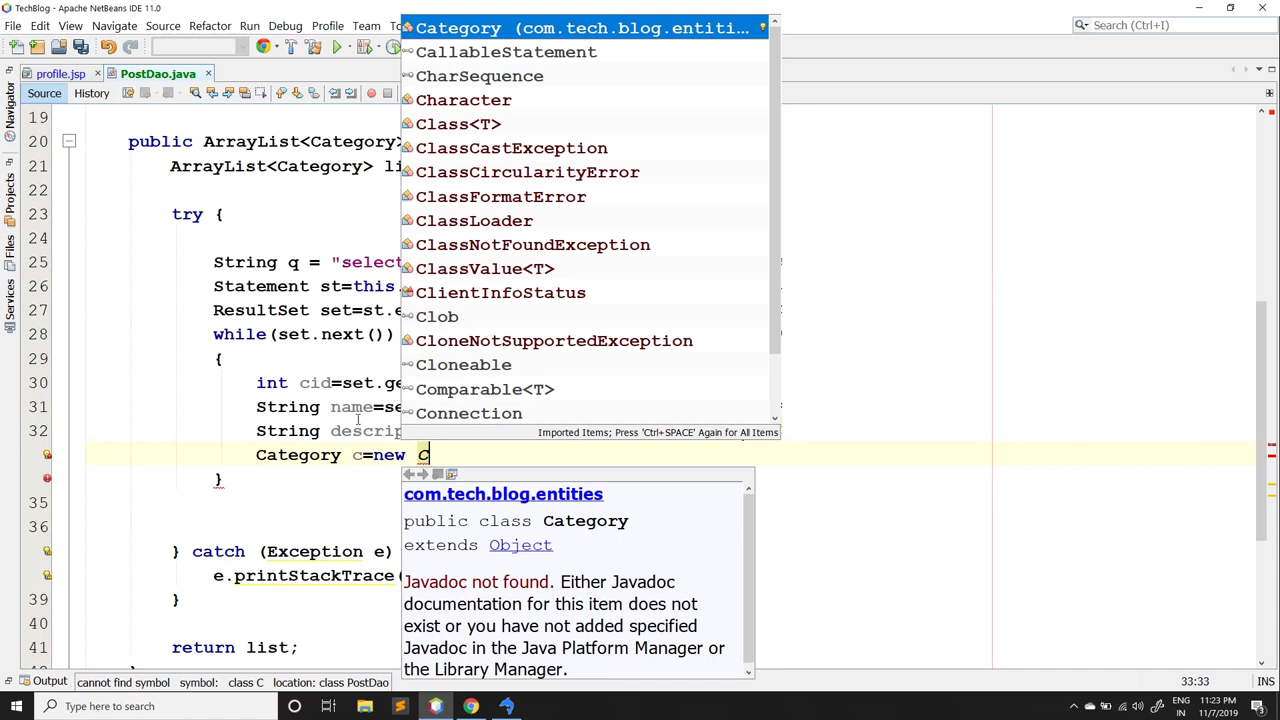 TechBlog - Apache NetBeans IDE 11.0
File Edit View Navigate Source Refactor Run Debug Profile Team
Search (Ctrl+I)
profile.jsp PostDao.java
Source History
Navigator
Projects
Files
Services
19
20 public ArrayList<Category>
21 ArrayList<Category> li
22
23 try {
24
25 String q = "select
26 Statement st=this.
27 ResultSet set=st.e
28 while(set.next())
29 {
30 int cid=set.ge
31 String name=se
32 String descrip
Category c=new C
}
35
36
} catch (Exception e)
e.printStackTrace(
39 }
40
41 return list;
Category (com.tech.blog.entiti...
CallableStatement
CharSequence
Character
Class<T>
ClassCastException
ClassCircularityError
ClassFormatError
ClassLoader
ClassNotFoundException
ClassValue<T>
ClientInfoStatus
Clob
CloneNotSupportedException
Cloneable
Comparable<T>
Connection
Imported Items; Press 'Ctrl+SPACE' Again for All Items
com.tech.blog.entities
public class Category
extends Object
Javadoc not found. Either Javadoc
documentation for this item does not
exist or you have not added specified
Javadoc in the Java Platform Manager or
the Library Manager.
Output cannot find symbol symbol: class C location: class PostDao 33:33 INS
Type here to search
ENG
IN
11:23 PM
11/7/2019
3